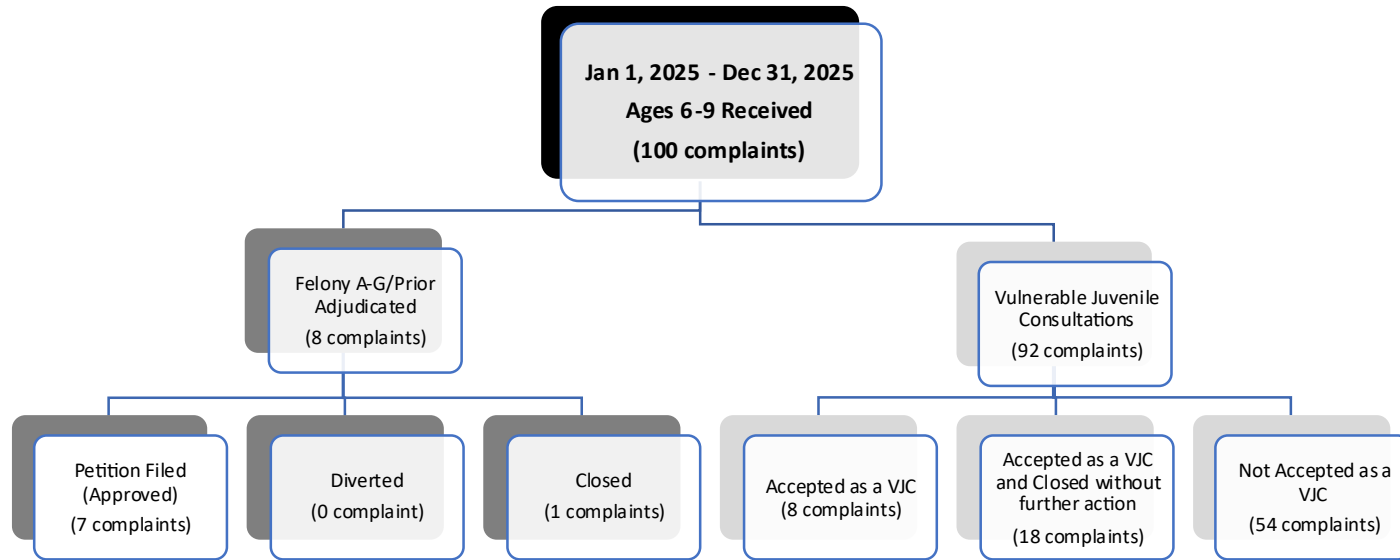 Jan 1, 2025 - Dec 31, 2025
Ages 6-9 Received
(100 complaints)
Felony A-G/Prior
Adjudicated
(8 complaints)
Vulnerable Juvenile
Consultations
(92 complaints)
Petition Filed
(Approved)
(7 complaints)
Diverted
(0 complaint)
Closed
(1 complaints)
Accepted as a VJC
(8 complaints)
Accepted as a VJC
and Closed without
further action
(18 complaints)
Not Accepted as a
VJC
(54 complaints)